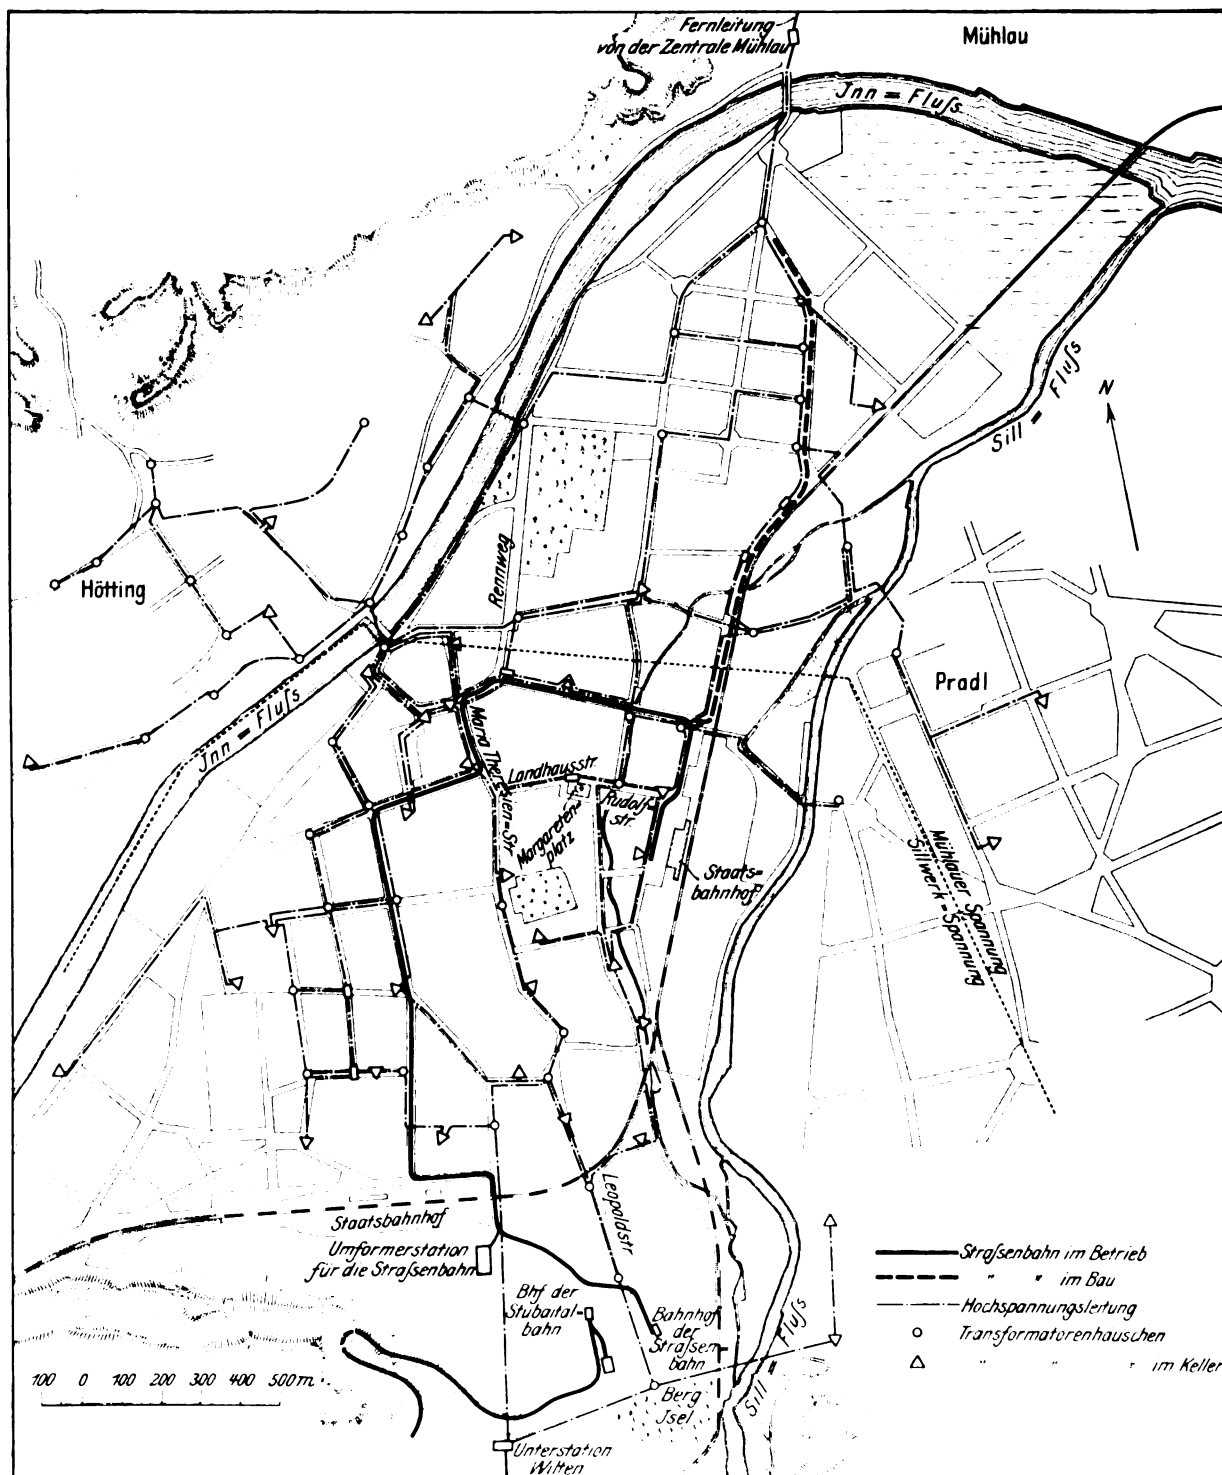 Fernleitung
von der Zentrale Mühlau
Mühlau
Jnn = Fluſs
N
Sill = Fluſs
Hötting
Rennweg
Pradl
Jnn = Fluſs
Maria Theresien = Str
Landhausstr.
Rudolf
str.
Margareten-
platz
Staats=
bahnhof
Mühlauer Spannung
Sillwerk = Spannung
Leopoldstr
Staatsbahnhof
Umformerstation
für die Straſsenbahn
Bhf der
Stubaital-
bahn
Bahnhof
der
Straſsen
bahn
Sill = Fluſs
Berg
Jsel
Unterstation
Wilten
Straſsenbahn im Betrieb
" " im Bau
Hochspannungsleitung
Transformatorenhäuschen
" " " im Keller
100 0 100 200 300 400 500m